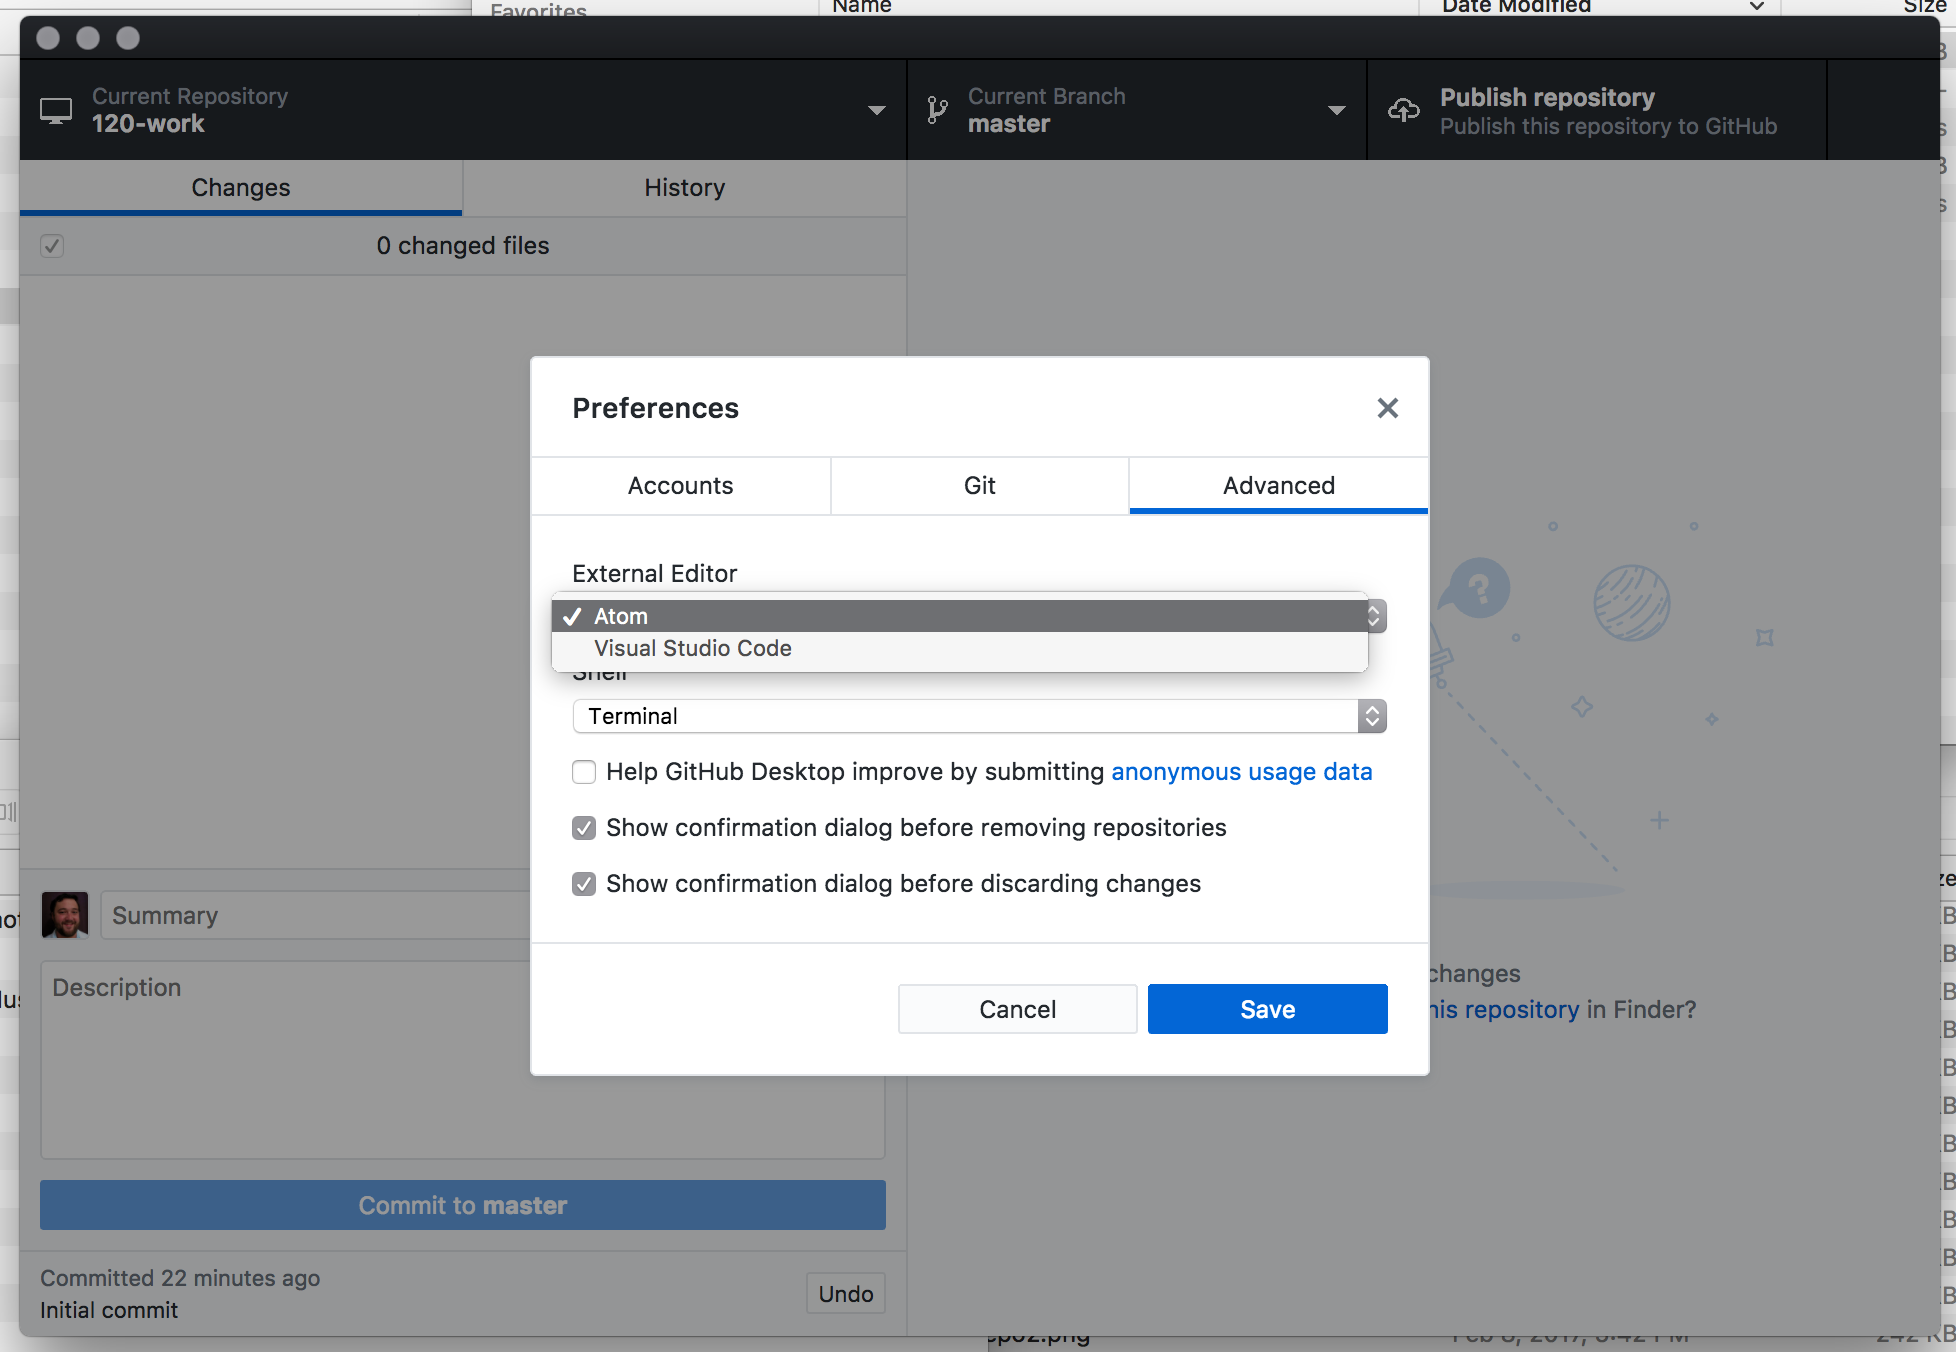 Favorites
Name
Date Modified
Size
Current Repository
120-work
Current Branch
master
Publish repository
Publish this repository to GitHub
Changes
History
0 changed files
Preferences
Accounts
Git
Advanced
External Editor
Atom
Visual Studio Code
Shell
Terminal
Help GitHub Desktop improve by submitting anonymous usage data
Show confirmation dialog before removing repositories
Show confirmation dialog before discarding changes
Cancel
Save
changes
this repository in Finder?
Summary
Description
Commit to master
Committed 22 minutes ago
Initial commit
Undo
242 KB